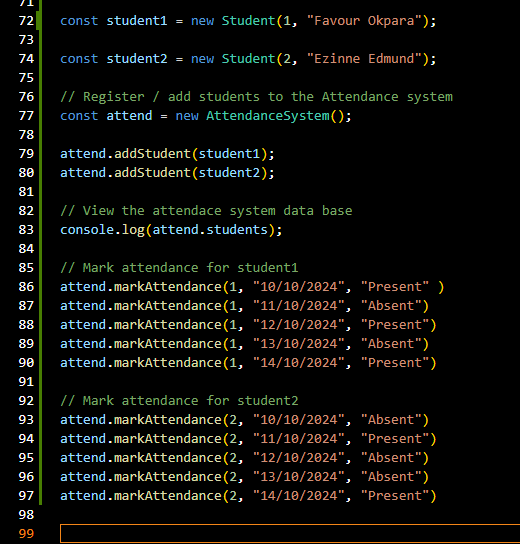 71
72 const student1 = new Student(1, "Favour Okpara");
73
74 const student2 = new Student(2, "Ezinne Edmund");
75
76 // Register / add students to the Attendance system
77 const attend = new AttendanceSystem();
78
79 attend.addStudent(student1);
80 attend.addStudent(student2);
81
82 // View the attendace system data base
83 console.log(attend.students);
84
85 // Mark attendance for student1
86 attend.markAttendance(1, "10/10/2024", "Present" )
87 attend.markAttendance(1, "11/10/2024", "Absent")
88 attend.markAttendance(1, "12/10/2024", "Present")
89 attend.markAttendance(1, "13/10/2024", "Absent")
90 attend.markAttendance(1, "14/10/2024", "Present")
91
92 // Mark attendance for student2
93 attend.markAttendance(2, "10/10/2024", "Absent")
94 attend.markAttendance(2, "11/10/2024", "Present")
95 attend.markAttendance(2, "12/10/2024", "Absent")
96 attend.markAttendance(2, "13/10/2024", "Absent")
97 attend.markAttendance(2, "14/10/2024", "Present")
98
99